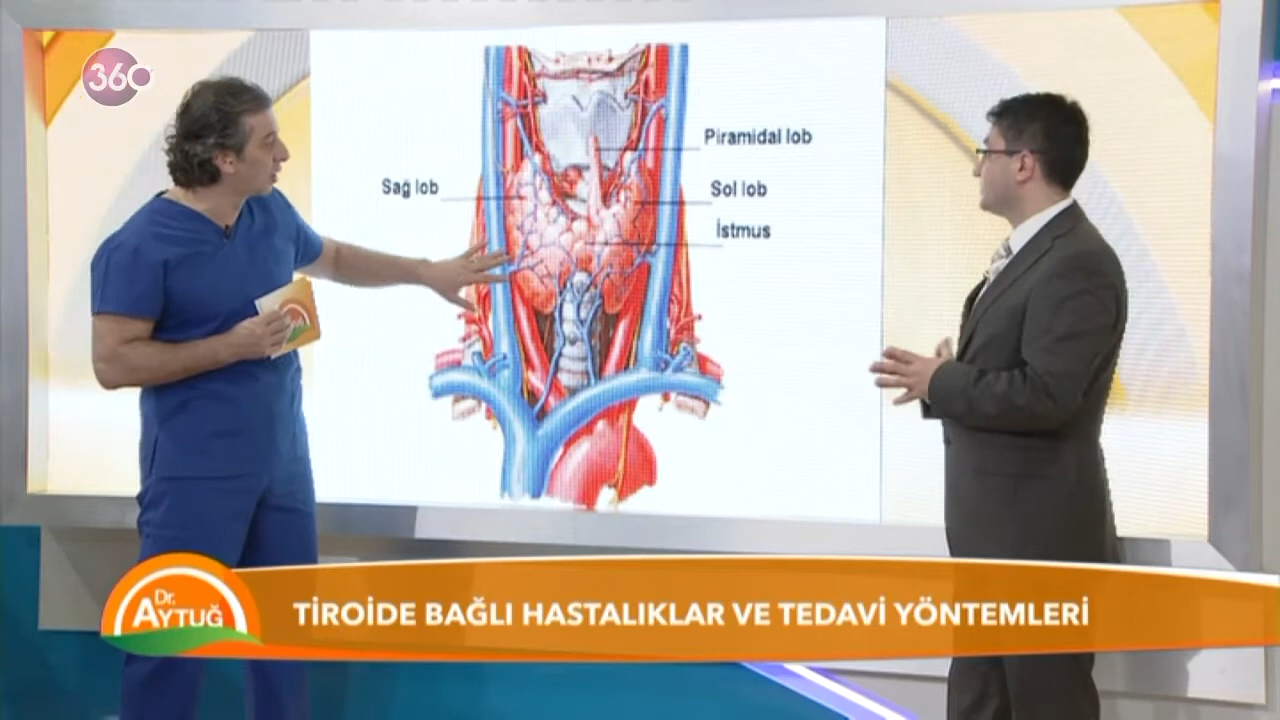 360
Piramidal lob
Sağ lob
Sol lob
İstmus
Dr.
AYTUĞ
TİROİDE BAĞLI HASTALIKLAR VE TEDAVİ YÖNTEMLERİ